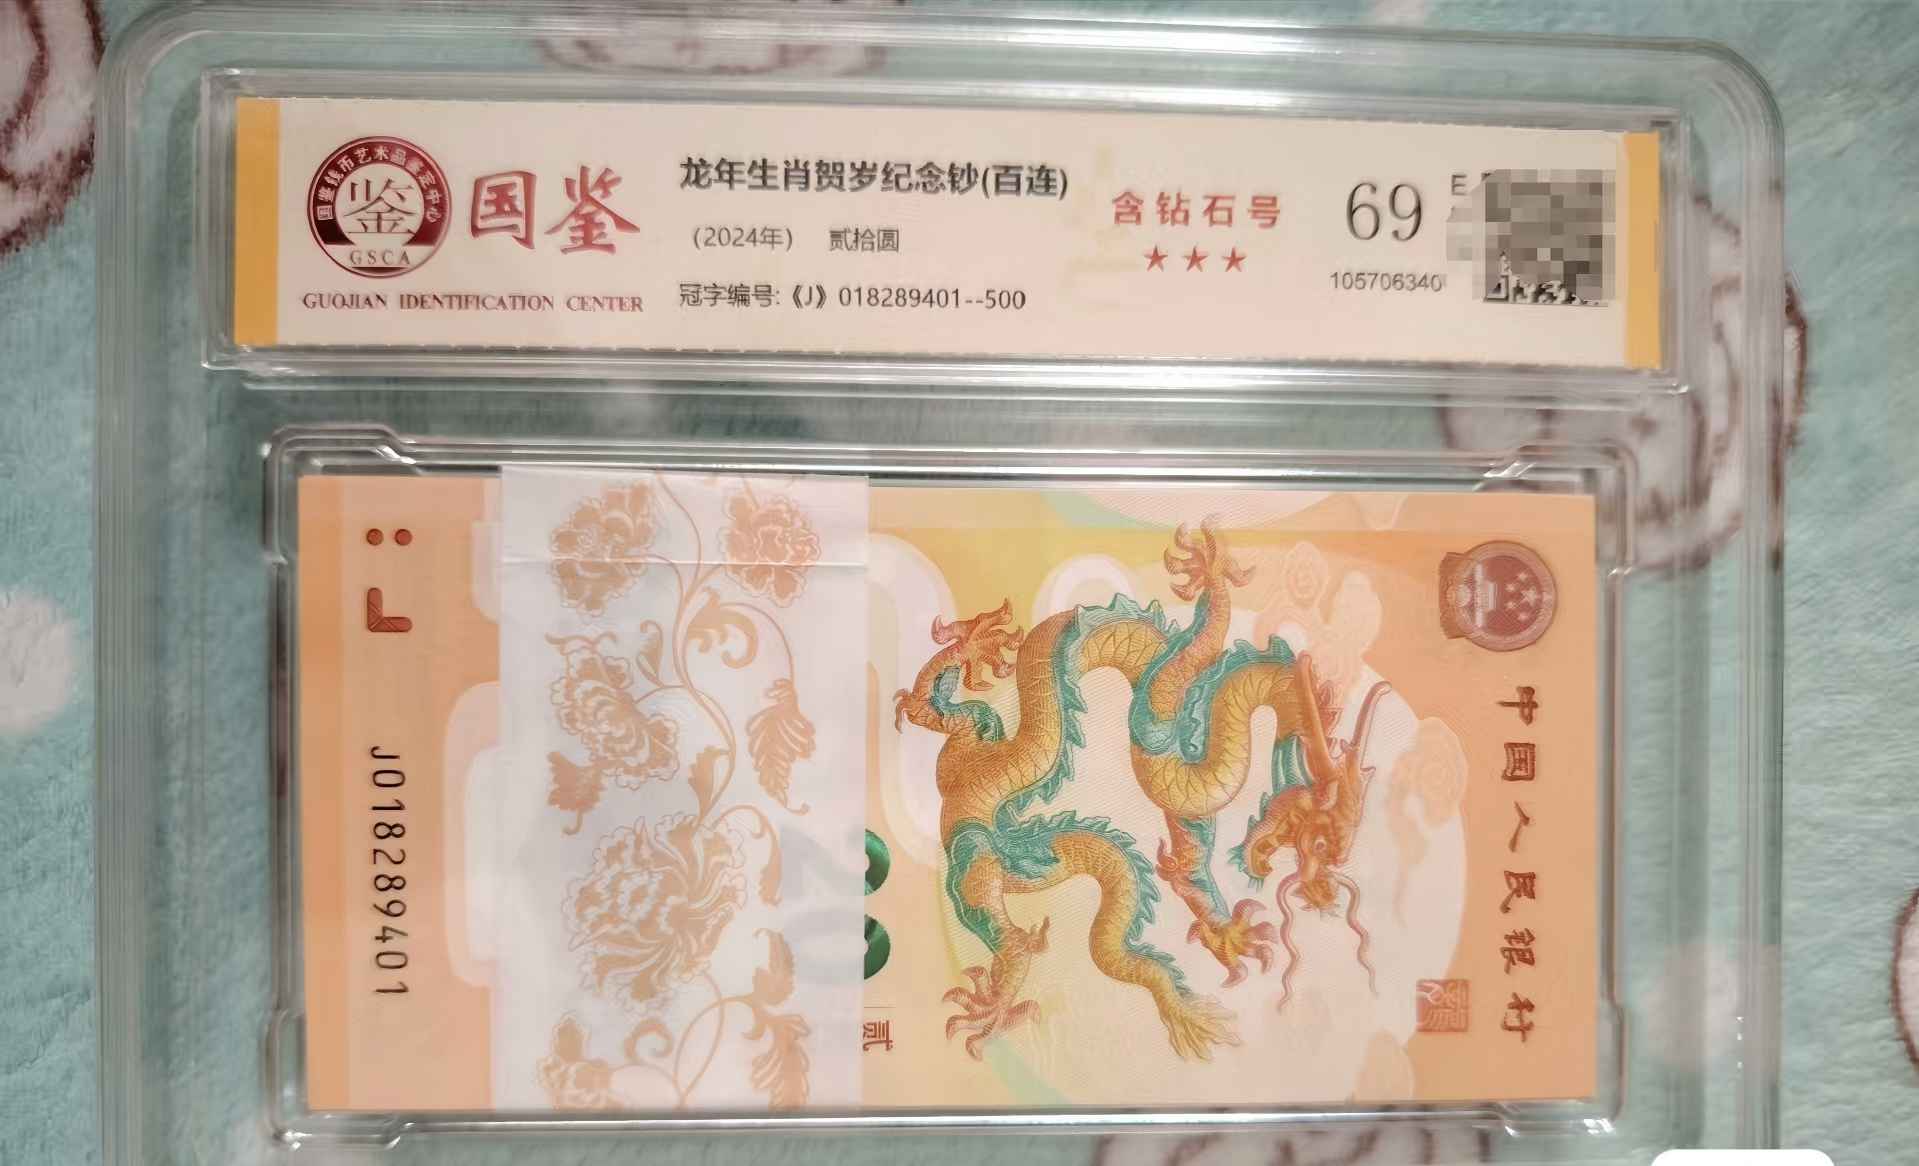 国鉴钱币艺术品鉴定中心
鉴
GSCA
国鉴
GUOJIAN IDENTIFICATION CENTER
龙年生肖贺岁纪念钞(百连)
(2024年) 贰拾圆
冠字编号:《J》018289401--500
含钻石号
★★★
69
E
105706340
J018289401
20
贰
中国人民银行